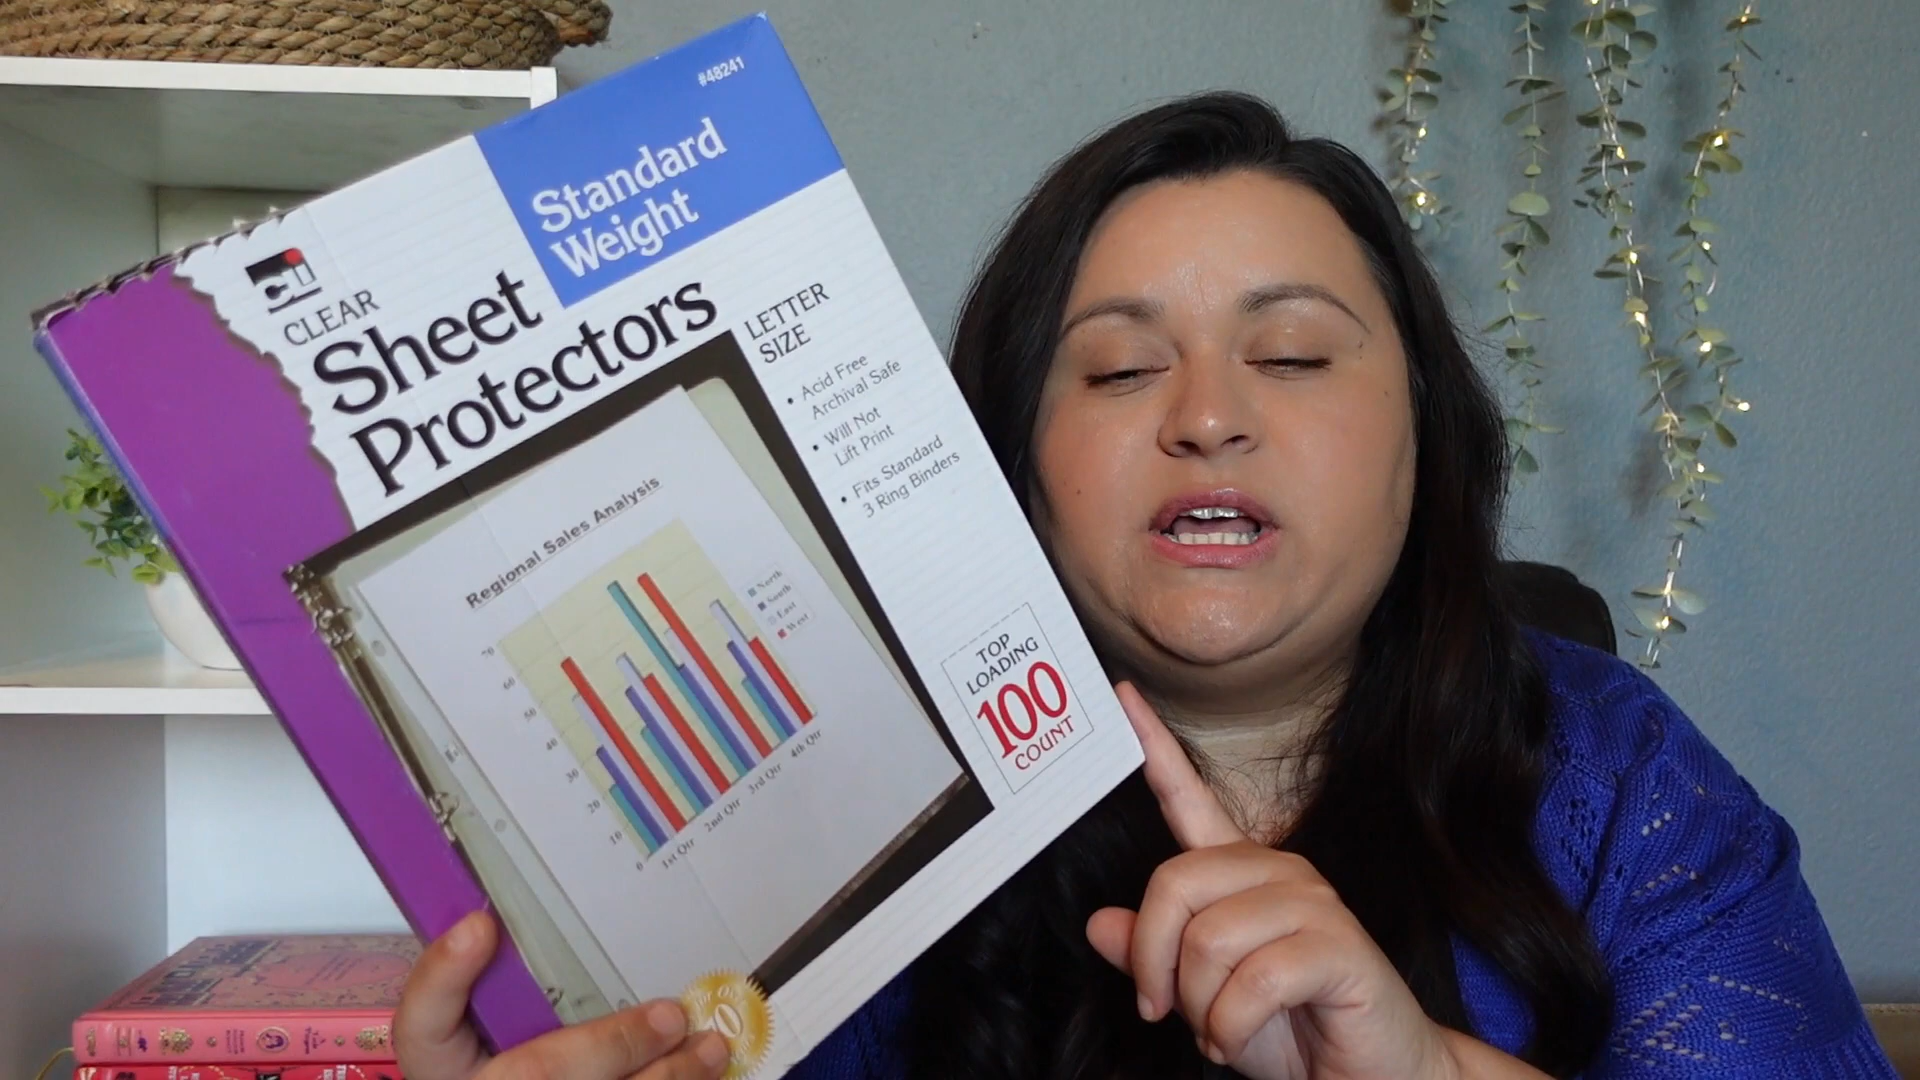 #48241
Standard
Weight
CLEAR
Sheet
Protectors
LETTER
SIZE
• Acid Free
Archival Safe
• Will Not
Lift Print
• Fits Standard
3 Ring Binders
Regional Sales Analysis
North
South
East
West
70
60
50
40
30
20
10
0
1st Qtr
2nd Qtr
3rd Qtr
4th Qtr
TOP
LOADING
100
COUNT